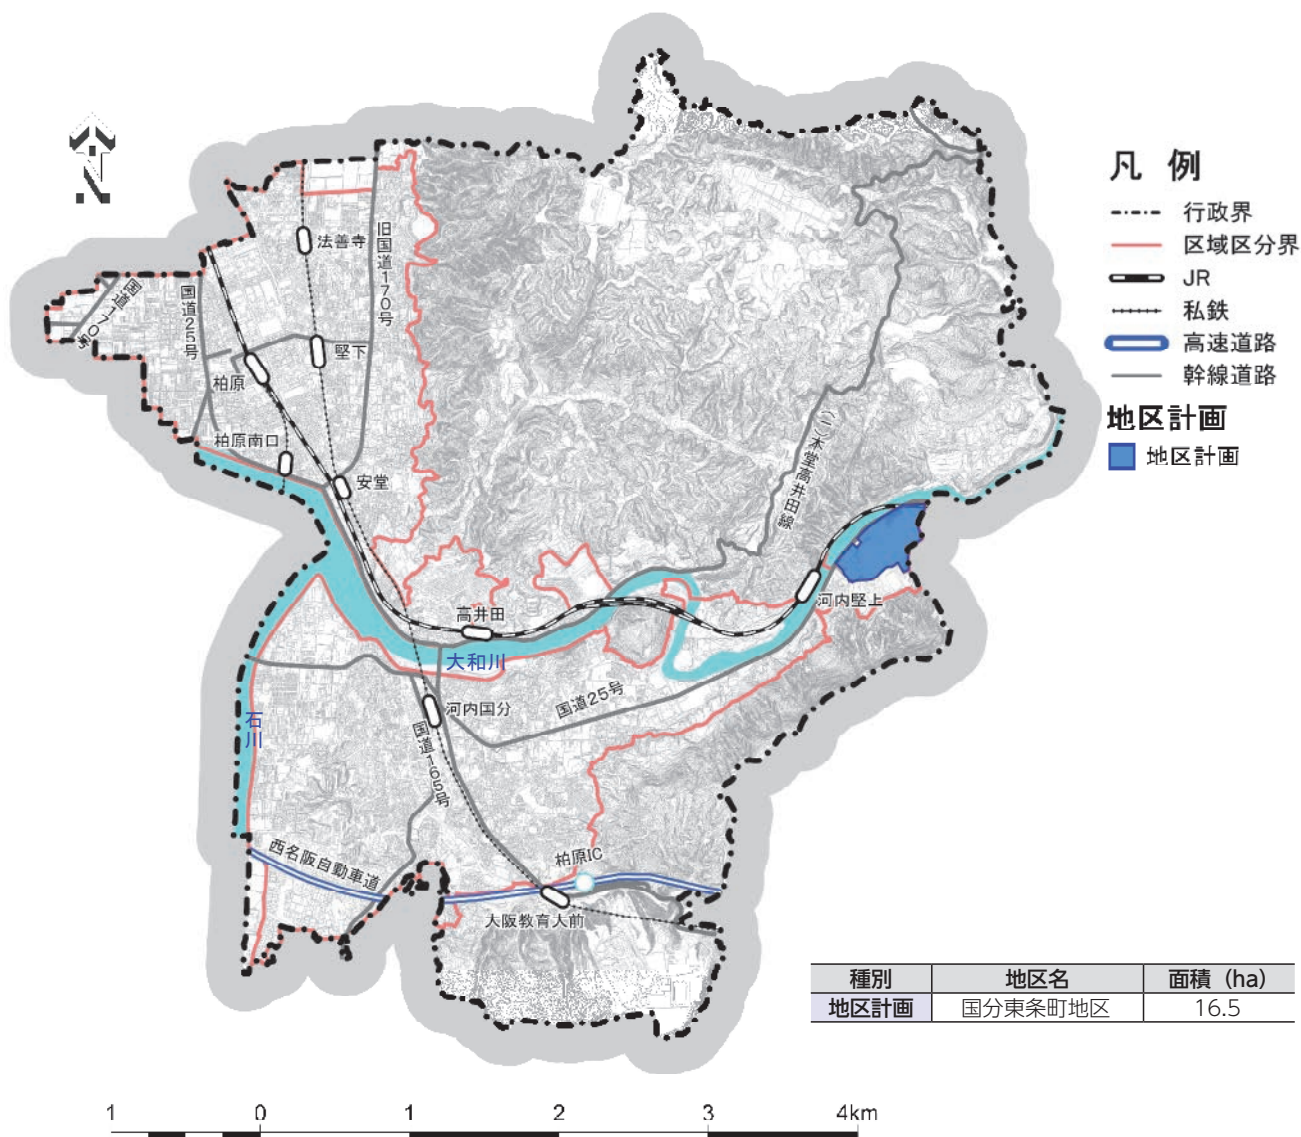 N
凡 例
行政界
区域区分界
JR
私鉄
高速道路
幹線道路
地区計画
地区計画
法善寺
旧国道170号
国道170号
国道25号
堅下
柏原
柏原南口
安堂
(一)本堂高井田線
高井田
河内堅上
大和川
国道25号
河内国分
石川
国道165号
柏原IC
西名阪自動車道
大阪教育大前
種別 地区名 面積（ha）
地区計画 国分東条町地区 16.5
1 0 1 2 3 4km